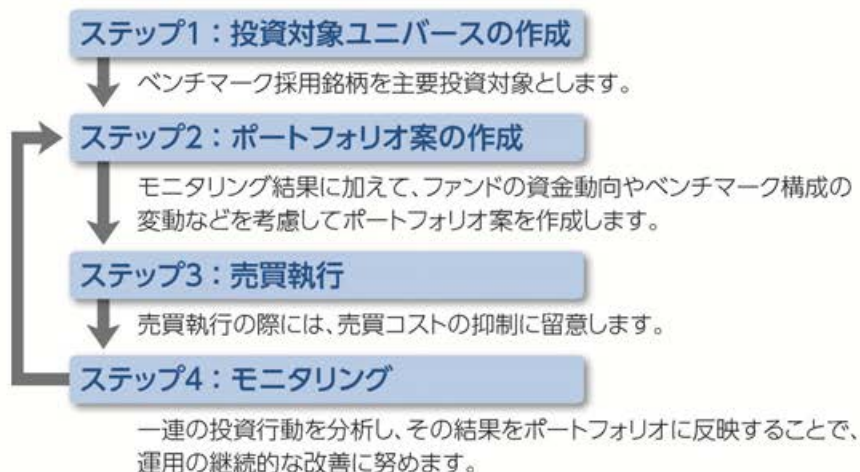 ステップ1：投資対象ユニバースの作成
ベンチマーク採用銘柄を主要投資対象とします。
ステップ2：ポートフォリオ案の作成
モニタリング結果に加えて、ファンドの資金動向やベンチマーク構成の
変動などを考慮してポートフォリオ案を作成します。
ステップ3：売買執行
売買執行の際には、売買コストの抑制に留意します。
ステップ4：モニタリング
一連の投資行動を分析し、その結果をポートフォリオに反映することで、
運用の継続的な改善に努めます。